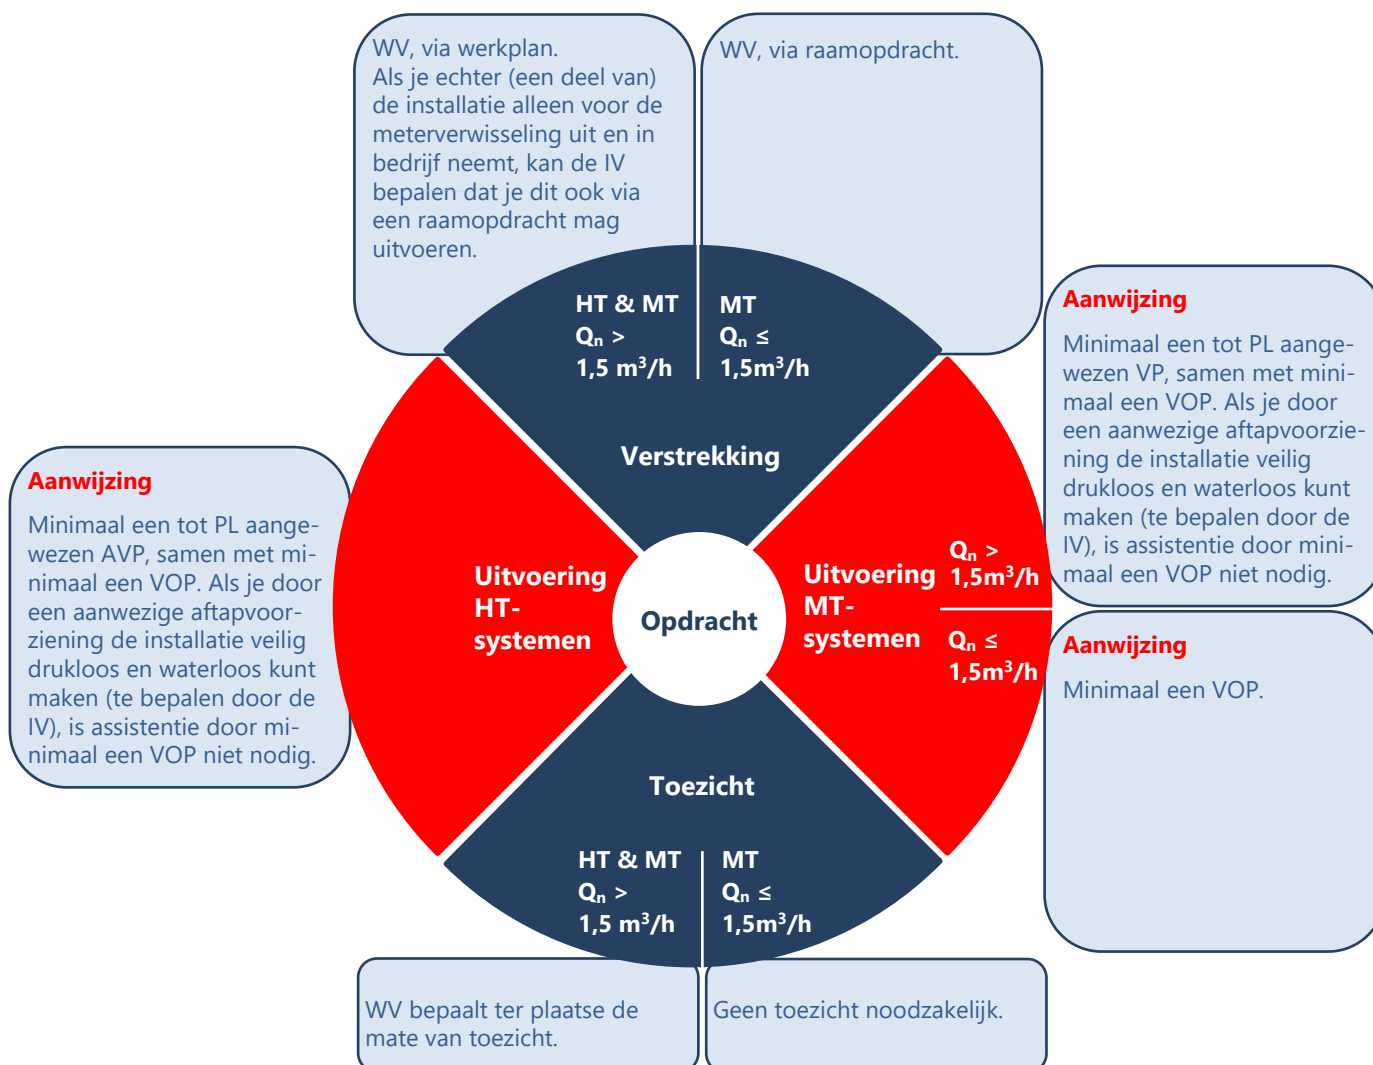 WV, via werkplan.
Als je echter (een deel van)
de installatie alleen voor de
meterverwisseling uit en in
bedrijf neemt, kan de IV
bepalen dat je dit ook via
een raamopdracht mag
uitvoeren.
WV, via raamopdracht.
HT & MT
Qₙ >
1,5 m³/h
MT
Qₙ ≤
1,5m³/h
Verstrekking
Aanwijzing
Minimaal een tot PL aange-
wezen VP, samen met mini-
maal een VOP. Als je door
een aanwezige aftapvoorzie-
ning de installatie veilig
drukloos en waterloos kunt
maken (te bepalen door de
IV), is assistentie door mini-
maal een VOP niet nodig.
Aanwijzing
Minimaal een tot PL aange-
wezen AVP, samen met mi-
nimaal een VOP. Als je door
een aanwezige aftapvoor-
ziening de installatie veilig
drukloos en waterloos kunt
maken (te bepalen door de
IV), is assistentie door mi-
nimaal een VOP niet nodig.
Uitvoering
HT-
systemen
Opdracht
Uitvoering
MT-
systemen
Qₙ >
1,5m³/h
Qₙ ≤
1,5m³/h
Aanwijzing
Minimaal een VOP.
Toezicht
HT & MT
Qₙ >
1,5 m³/h
MT
Qₙ ≤
1,5m³/h
WV bepaalt ter plaatse de
mate van toezicht.
Geen toezicht noodzakelijk.